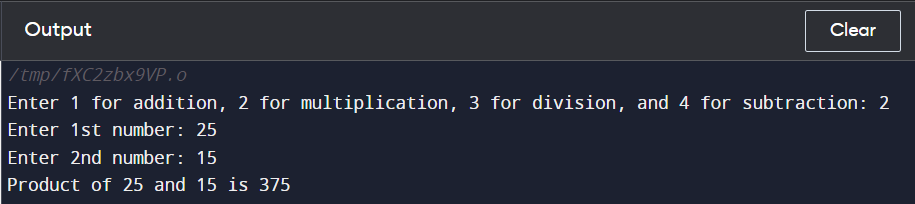 Output
Clear
/tmp/fXC2zbx9VP.o
Enter 1 for addition, 2 for multiplication, 3 for division, and 4 for subtraction: 2
Enter 1st number: 25
Enter 2nd number: 15
Product of 25 and 15 is 375